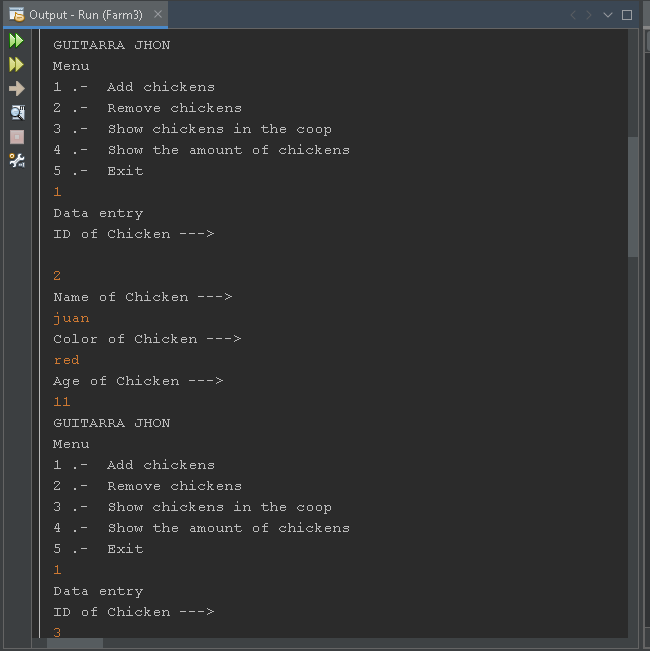 Output - Run (Farm3)
GUITARRA JHON
Menu
1 .-  Add chickens
2 .-  Remove chickens
3 .-  Show chickens in the coop
4 .-  Show the amount of chickens
5 .-  Exit
1
Data entry
ID of Chicken --->
2
Name of Chicken --->
juan
Color of Chicken --->
red
Age of Chicken --->
11
GUITARRA JHON
Menu
1 .-  Add chickens
2 .-  Remove chickens
3 .-  Show chickens in the coop
4 .-  Show the amount of chickens
5 .-  Exit
1
Data entry
ID of Chicken --->
3